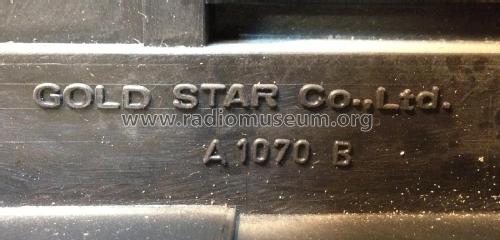 GOLD STAR Co.,Ltd.
www.radiomuseum.org
A 1070 B